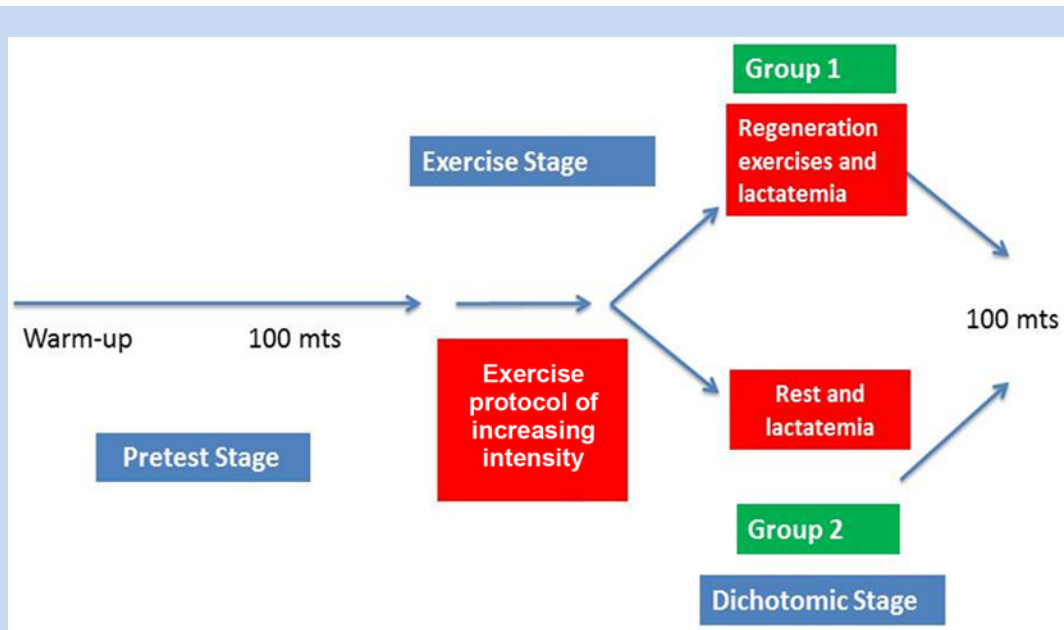 Group 1
Regeneration
exercises and
lactatemia
Exercise Stage
Warm-up
100 mts
Exercise
protocol of
increasing
intensity
100 mts
Pretest Stage
Rest and
lactatemia
Group 2
Dichotomic Stage